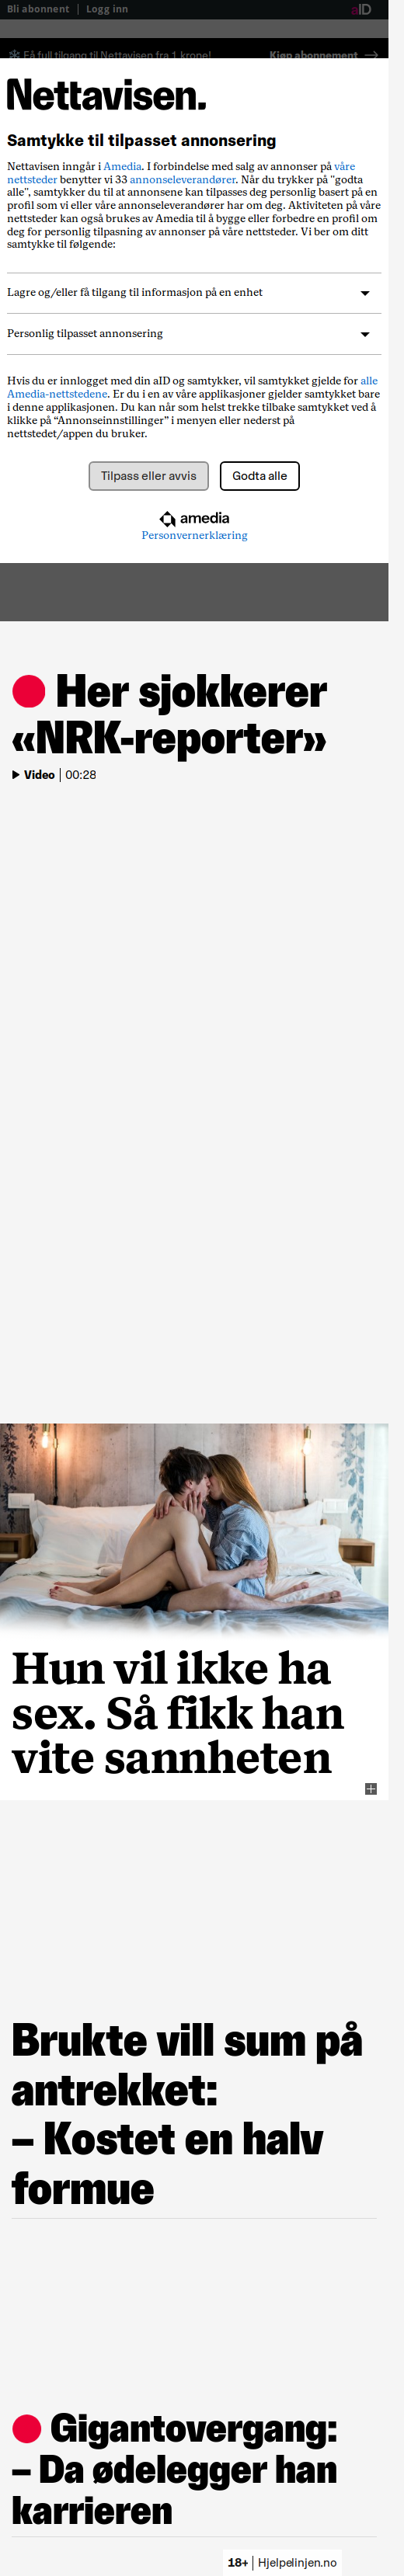 Bli abonnent | Logg inn
aID
Få full tilgang til Nettavisen fra 1 krone!
Kjøp abonnement
Nettavisen.
Samtykke til tilpasset annonsering
Nettavisen inngår i Amedia. I forbindelse med salg av annonser på våre
nettsteder benytter vi 33 annonseleverandører. Når du trykker på "godta
alle", samtykker du til at annonsene kan tilpasses deg personlig basert på en
profil som vi eller våre annonseleverandører har om deg. Aktiviteten på våre
nettsteder kan også brukes av Amedia til å bygge eller forbedre en profil om
deg for personlig tilpasning av annonser på våre nettsteder. Vi ber om ditt
samtykke til følgende:
Lagre og/eller få tilgang til informasjon på en enhet
Personlig tilpasset annonsering
Hvis du er innlogget med din aID og samtykker, vil samtykket gjelde for alle
Amedia-nettstedene. Er du i en av våre applikasjoner gjelder samtykket bare
i denne applikasjonen. Du kan når som helst trekke tilbake samtykket ved å
klikke på “Annonseinnstillinger” i menyen eller nederst på
nettstedet/appen du bruker.
Tilpass eller avvis
Godta alle
amedia
Personvernerklæring
Her sjokkerer
«NRK-reporter»
Video | 00:28
Hun vil ikke ha
sex. Så fikk han
vite sannheten
Brukte vill sum på
antrekket:
– Kostet en halv
formue
Gigantovergang:
– Da ødelegger han
karrieren
18+ | Hjelpelinjen.no